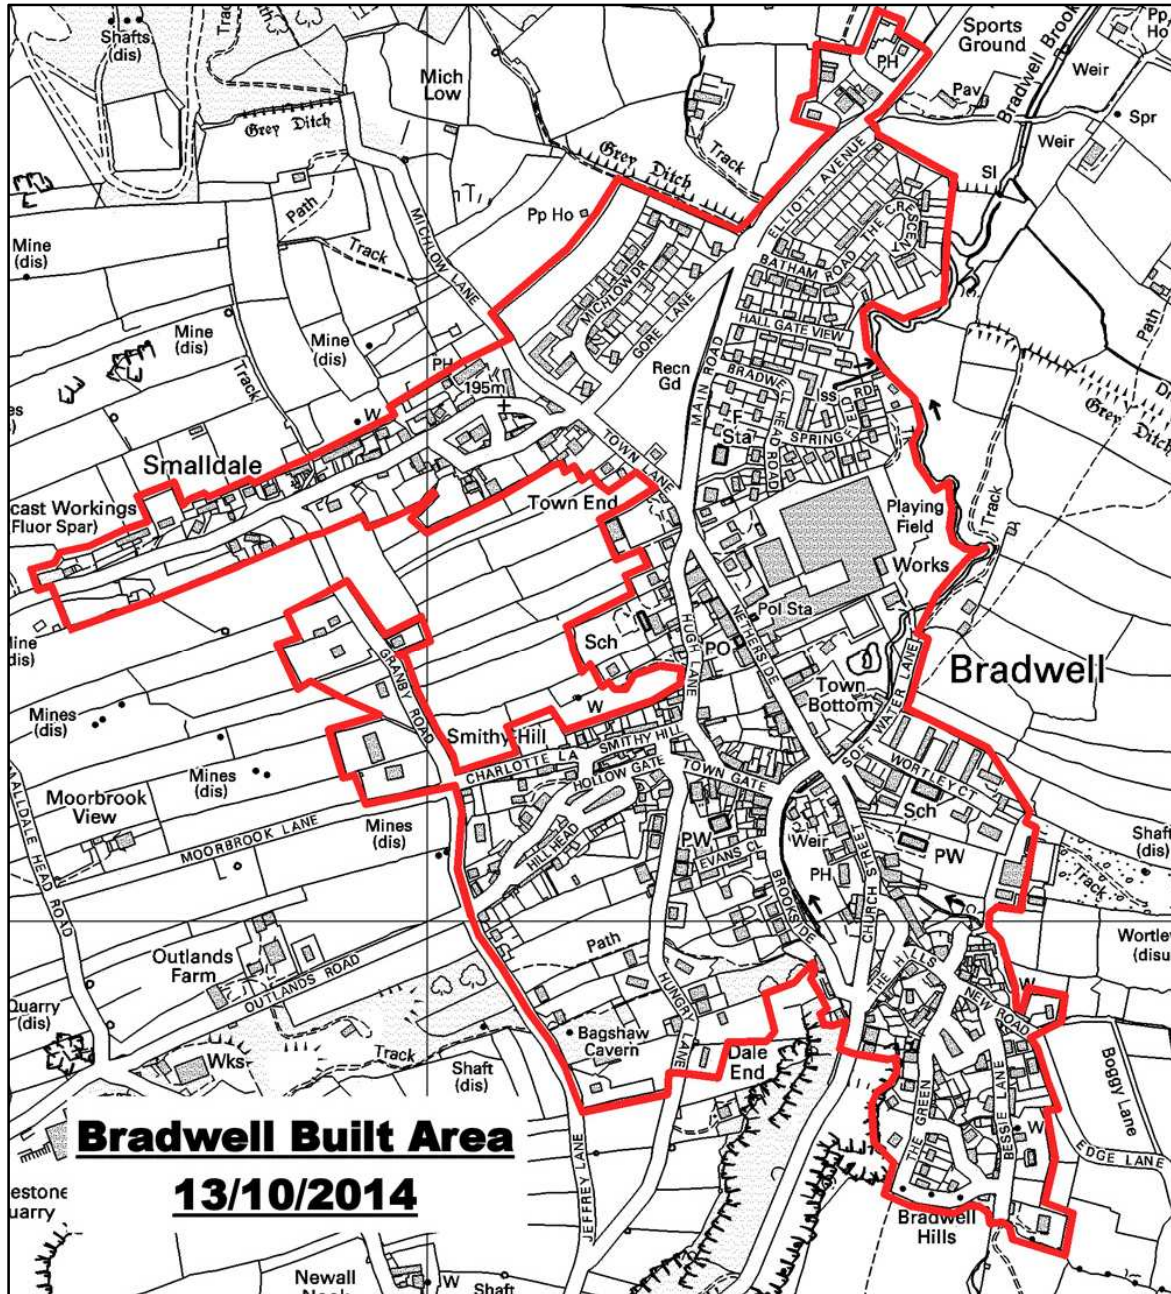 Shafts
(dis)
Mich
Low
PH
Sports
Ground
Bradwell Brook
Pp
Ho
Weir
Pav
Spr
Weir
Grey Ditch
Track
Grey Ditch
Sl
Path
Pp Ho
ELLIOT AVENUE
THE CRESCENT
Mine
(dis)
Track
MICHLOW LANE
BATHAM ROAD
MICHLOW DR
GORE LANE
HALL GATE VIEW
Path
Mine
(dis)
Mine
(dis)
Track
PH
195m
Recn
Gd
MAIN ROAD
BRADWELL HEAD ROAD
SPRINGFIELD RD
Grey Ditch
W
F
Sta
Smalldale
TOWN LANE
Town End
cast Workings
(Fluor Spar)
Playing
Field
Track
Works
Pol Sta
Sch
HUGH LANE
PO
NETHERSIDE
GRANBY ROAD
Town
Bottom
SOFT WATER LANE
Bradwell
Mines
(dis)
W
Smithy Hill
CHARLOTTE LA
SMITHY HILL
HOLLOW GATE
TOWN GATE
WORTLEY CT
Mines
(dis)
Moorbrook
View
MOORBROOK LANE
Mines
(dis)
HILL HEAD
PW
EVANS CL
Weir
PH
BROOKSIDE
CHURCH STREET
Sch
PW
Track
Outlands
Farm
OUTLANDS ROAD
Path
HUNGRY LANE
THE HILLS
NEW ROAD
W
Quarry
(dis)
Wks
Track
Shaft
(dis)
Bagshaw
Cavern
Dale
End
THE GREEN
BESSIE LANE
W
Boggy Lane
EDGE LANE
Bradwell Built Area
13/10/2014
JEFFREY LANE
Bradwell
Hills
Newall
W
Shaft